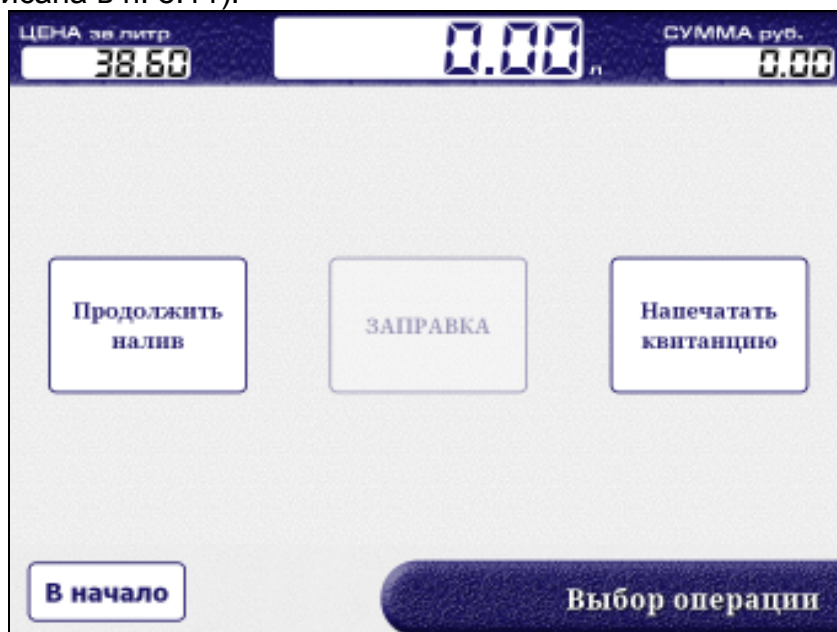 ЦЕНА за литр
СУММА руб.
38.60
0.00 л
0.00
Продолжить
налив
ЗАПРАВКА
Напечатать
квитанцию
В начало
Выбор операции